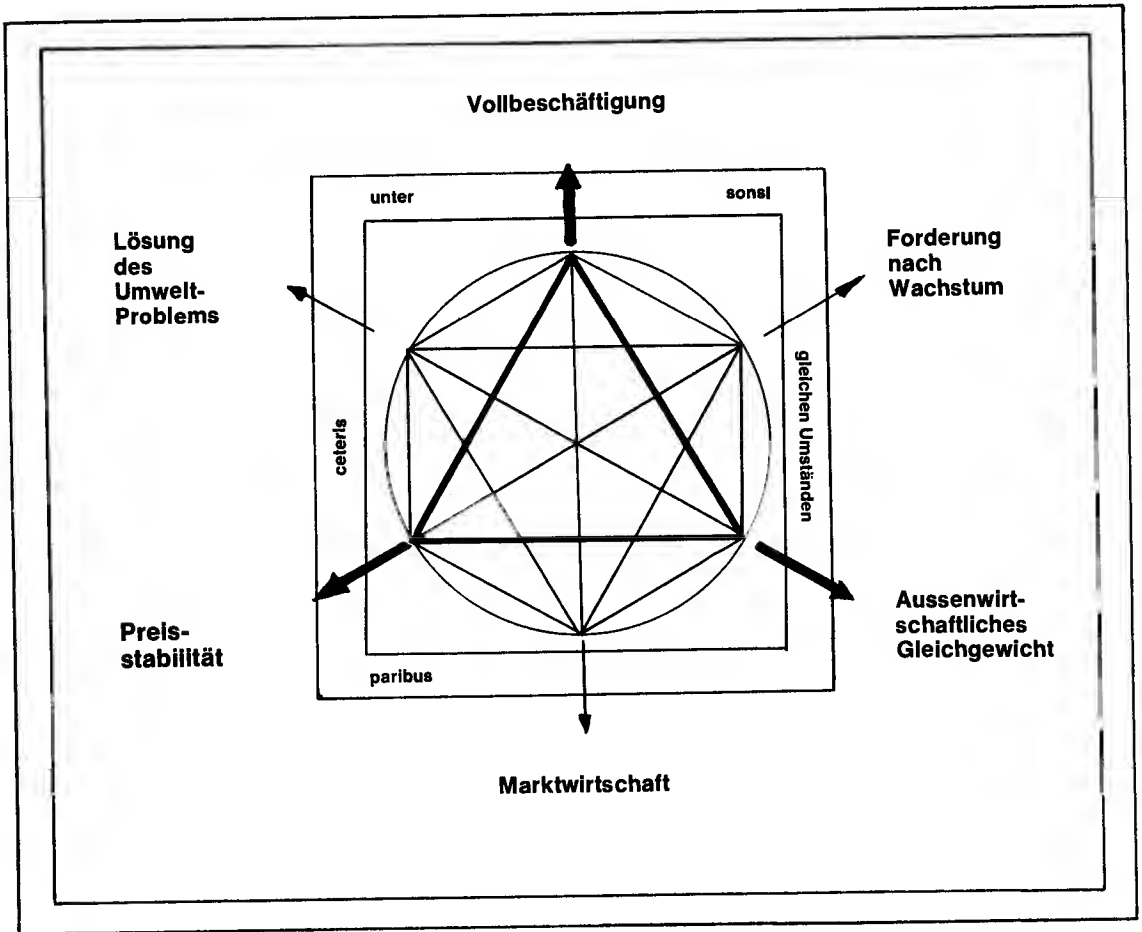 Vollbeschäftigung
unter
sonsl
Lösung
des
Umwelt-
Problems
Forderung
nach
Wachstum
ceteris
gleichen Umständen
Preis-
stabilität
Aussenwirt-
schaftliches
Gleichgewicht
paribus
Marktwirtschaft